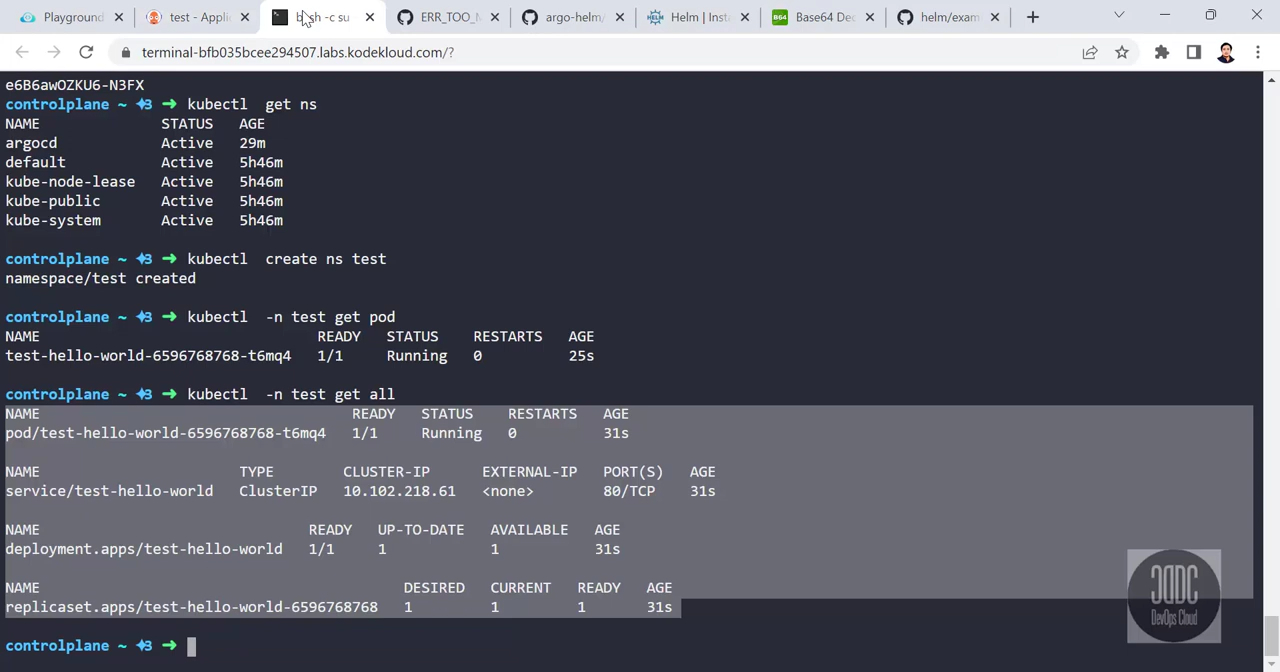 Playground
test - Appli
bash -c su
ERR_TOO_M
argo-helm/
Helm | Inst
Base64 Dec
helm/exam
terminal-bfb035bcee294507.labs.kodekloud.com/?
e6B6awOZKU6-N3FX
controlplane ~ ✦3 ➜ kubectl  get ns
NAME STATUS AGE
argocd Active 29m
default Active 5h46m
kube-node-lease Active 5h46m
kube-public Active 5h46m
kube-system Active 5h46m
controlplane ~ ✦3 ➜ kubectl  create ns test
namespace/test created
controlplane ~ ✦3 ➜ kubectl  -n test get pod
NAME READY STATUS RESTARTS AGE
test-hello-world-6596768768-t6mq4 1/1 Running 0 25s
controlplane ~ ✦3 ➜ kubectl  -n test get all
NAME READY STATUS RESTARTS AGE
pod/test-hello-world-6596768768-t6mq4 1/1 Running 0 31s
NAME TYPE CLUSTER-IP EXTERNAL-IP PORT(S) AGE
service/test-hello-world ClusterIP 10.102.218.61 <none> 80/TCP 31s
NAME READY UP-TO-DATE AVAILABLE AGE
deployment.apps/test-hello-world 1/1 1 1 31s
NAME DESIRED CURRENT READY AGE
replicaset.apps/test-hello-world-6596768768 1 1 1 31s
DevOps Cloud
controlplane ~ ✦3 ➜